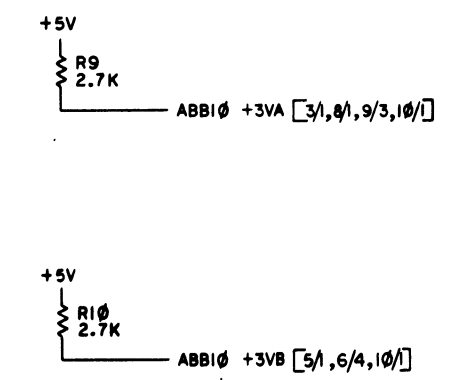 +5V
R9
2.7K
ABB1Ø +3VA [3/1,8/1,9/3,1Ø/1]
+5V
R1Ø
2.7K
ABB1Ø +3VB [5/1,6/4,1Ø/1]